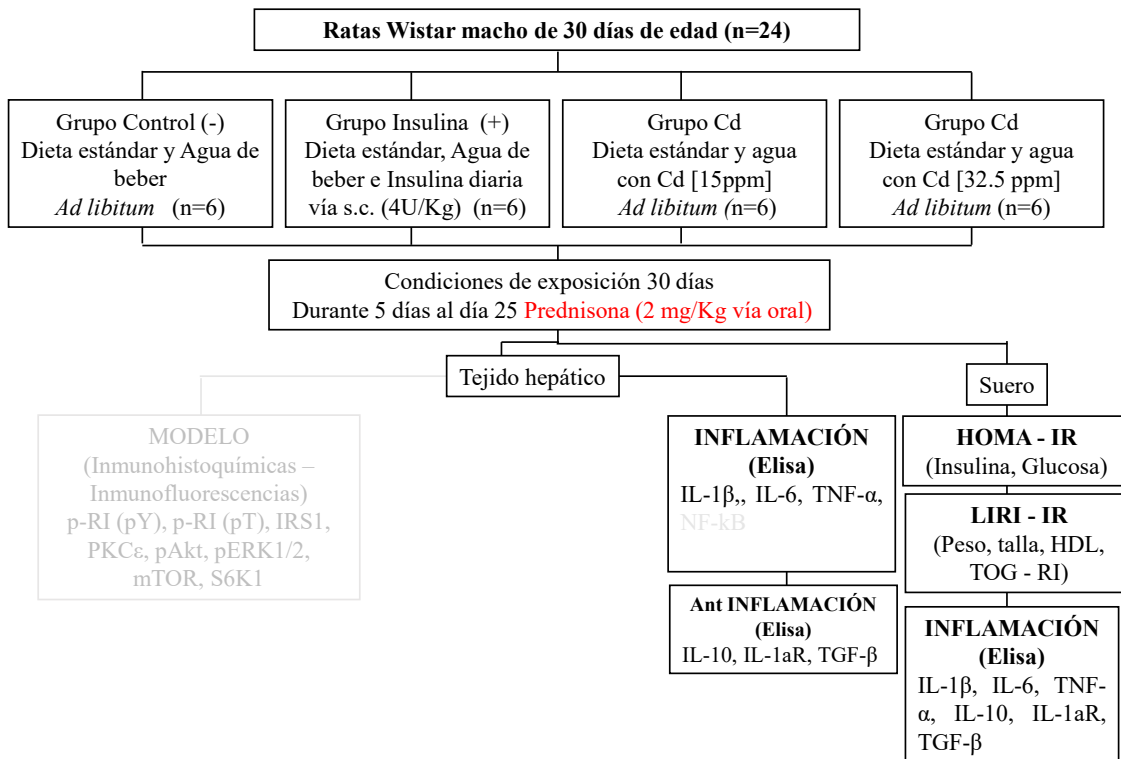 Ratas Wistar macho de 30 días de edad (n=24)
Grupo Control (-)
Dieta estándar y Agua de
beber
Ad libitum (n=6)
Grupo Insulina (+)
Dieta estándar, Agua de
beber e Insulina diaria
vía s.c. (4U/Kg) (n=6)
Grupo Cd
Dieta estándar y agua
con Cd [15ppm]
Ad libitum (n=6)
Grupo Cd
Dieta estándar y agua
con Cd [32.5 ppm]
Ad libitum (n=6)
Condiciones de exposición 30 días
Durante 5 días al día 25 Prednisona (2 mg/Kg vía oral)
Tejido hepático
Suero
MODELO
(Inmunohistoquímicas –
Inmunofluorescencias)
p-RI (pY), p-RI (pT), IRS1,
PKCε, pAkt, pERK1/2,
mTOR, S6K1
INFLAMACIÓN
(Elisa)
IL-1β,, IL-6, TNF-α,
NF-kB
Ant INFLAMACIÓN
(Elisa)
IL-10, IL-1aR, TGF-β
HOMA - IR
(Insulina, Glucosa)
LIRI - IR
(Peso, talla, HDL,
TOG - RI)
INFLAMACIÓN
(Elisa)
IL-1β, IL-6, TNF-
α, IL-10, IL-1aR,
TGF-β